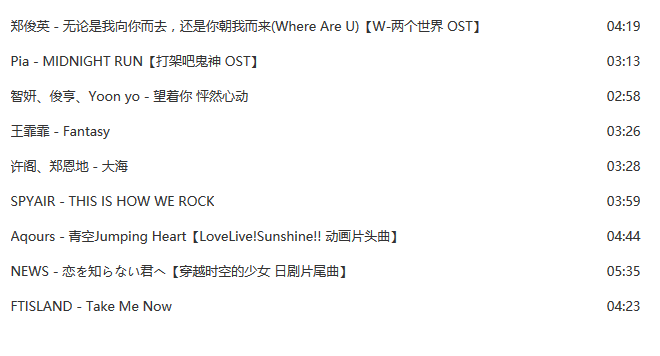 郑俊英 - 无论是我向你而去，还是你朝我而来(Where Are U)【W-两个世界 OST】 04:19
Pia - MIDNIGHT RUN【打架吧鬼神 OST】 03:13
智妍、俊亨、Yoon yo - 望着你 怦然心动 02:58
王霏霏 - Fantasy 03:26
许阁、郑恩地 - 大海 03:28
SPYAIR - THIS IS HOW WE ROCK 03:59
Aqours - 青空Jumping Heart【LoveLive!Sunshine!! 动画片头曲】 04:44
NEWS - 恋を知らない君へ【穿越时空的少女 日剧片尾曲】 05:35
FTISLAND - Take Me Now 04:23